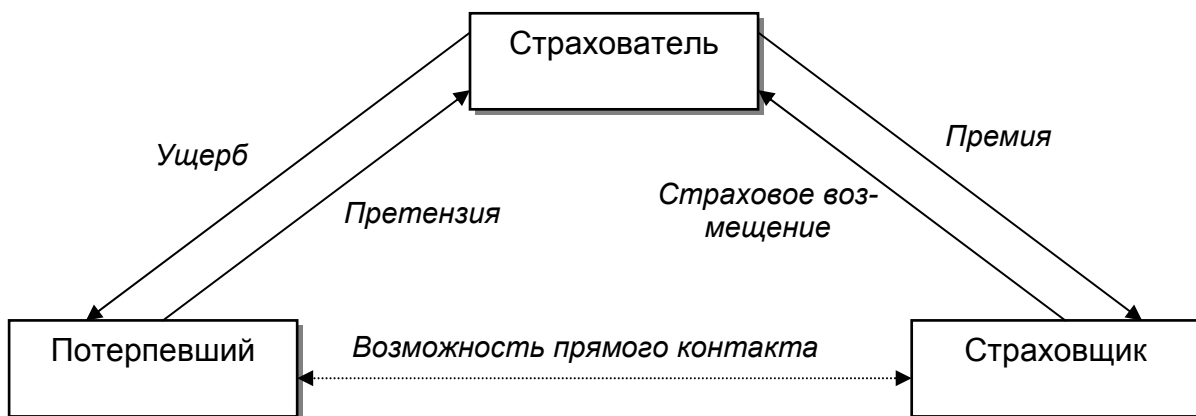 Страхователь
Ущерб
Премия
Претензия
Страховое воз-
мещение
Потерпевший
Возможность прямого контакта
Страховщик